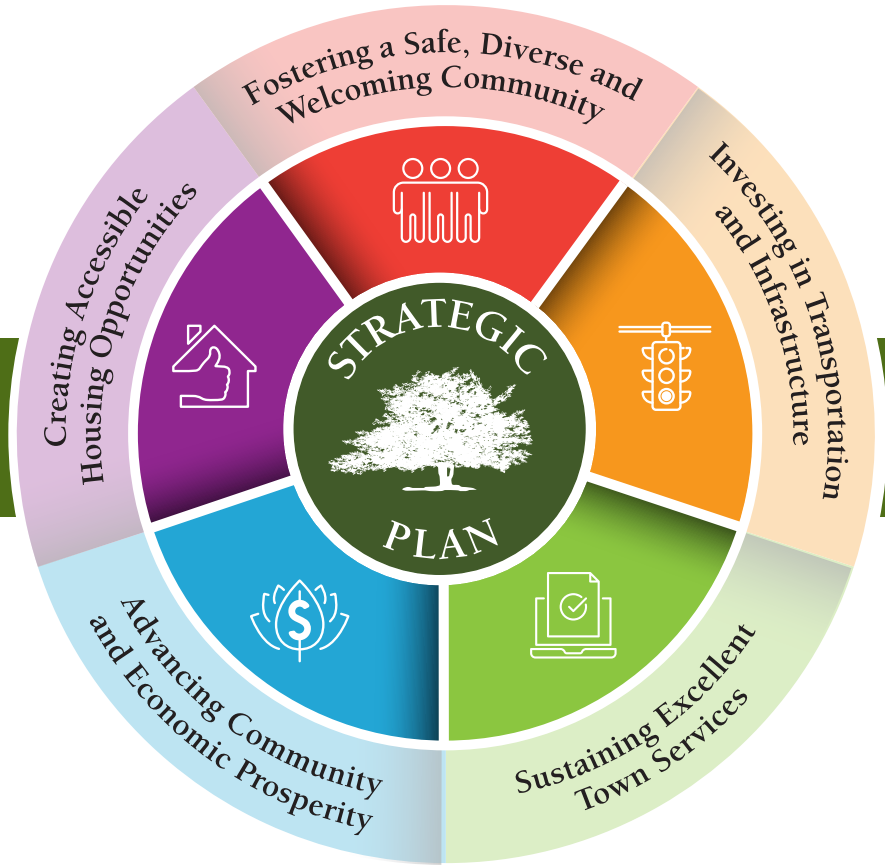 Fostering a Safe, Diverse and
Welcoming Community
Investing in Transportation
and Infrastructure
Sustaining Excellent
Town Services
Advancing Community
and Economic Prosperity
Creating Accessible
Housing Opportunities
STRATEGIC
PLAN
$